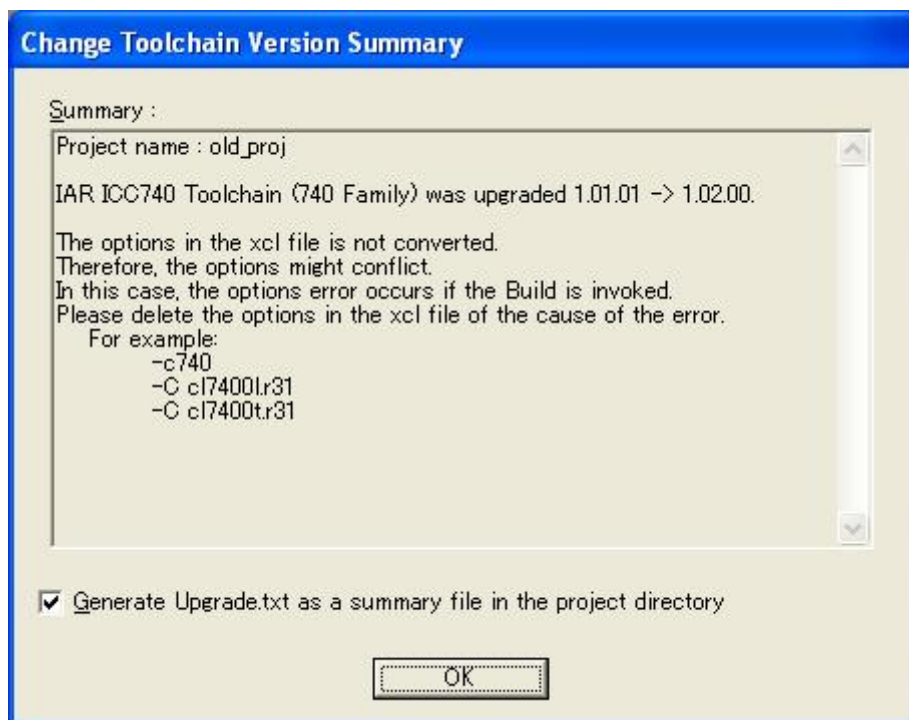 Change Toolchain Version Summary
Summary :
Project name : old_proj
IAR ICC740 Toolchain (740 Family) was upgraded 1.01.01 -> 1.02.00.
The options in the xcl file is not converted.
Therefore, the options might conflict.
In this case, the options error occurs if the Build is invoked.
Please delete the options in the xcl file of the cause of the error.
For example:
-c740
-C cl7400l.r31
-C cl7400t.r31
Generate Upgrade.txt as a summary file in the project directory
OK